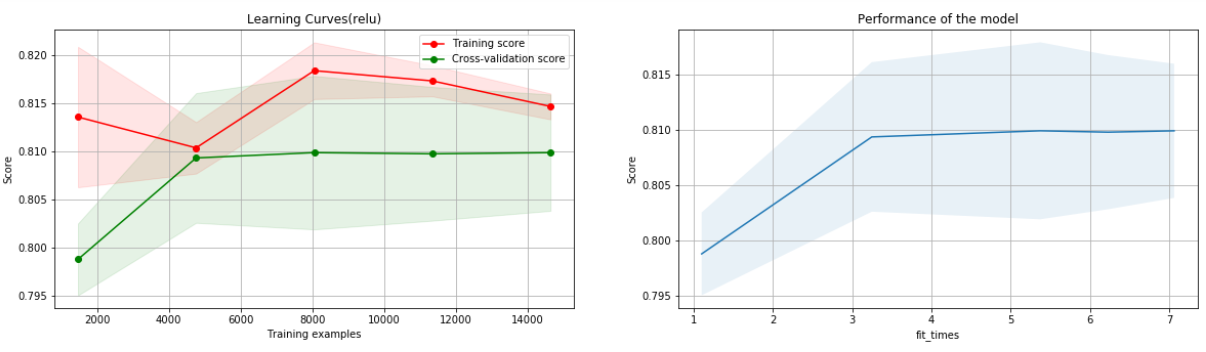 Learning Curves(relu)
Training score
Cross-validation score
0.820
0.815
0.810
0.805
0.800
0.795
Score
2000 4000 6000 8000 10000 12000 14000
Training examples
Performance of the model
0.815
0.810
0.805
0.800
0.795
Score
1 2 3 4 5 6 7
fit_times